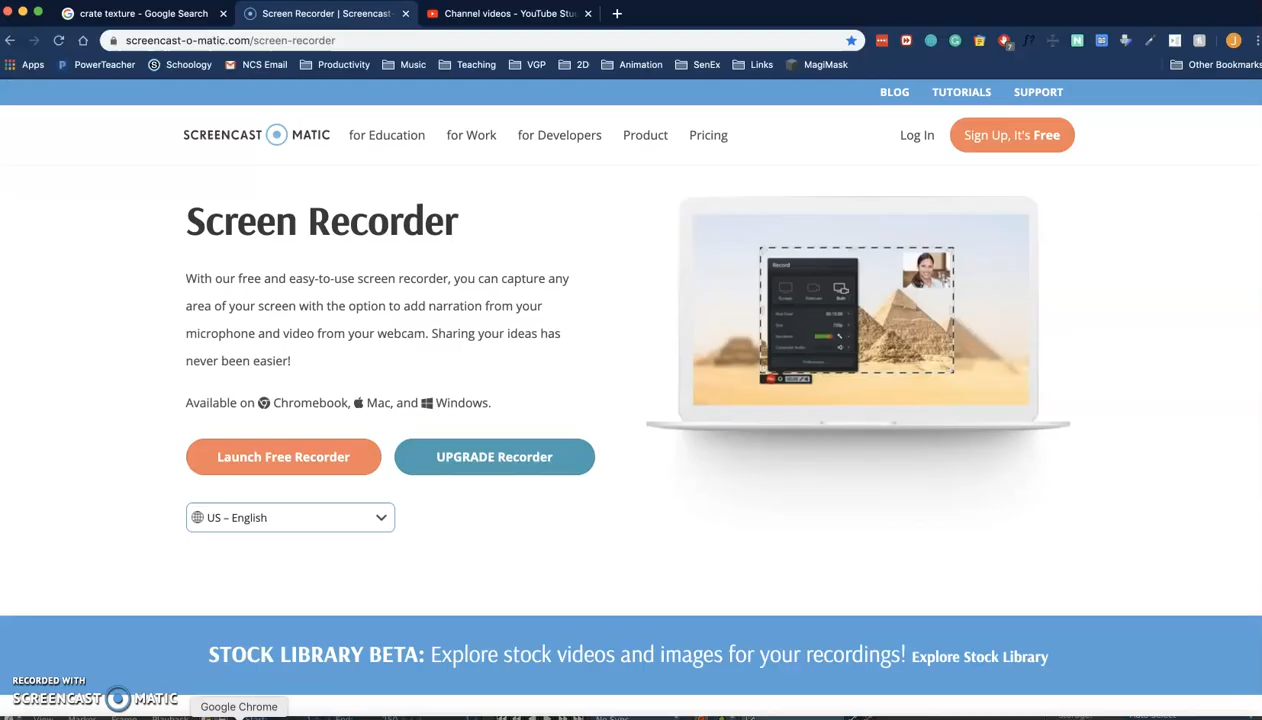 crate texture - Google Search
Screen Recorder | Screencast-
Channel videos - YouTube Stu
screencast-o-matic.com/screen-recorder
7
J
Apps
PowerTeacher
Schoology
NCS Email
Productivity
Music
Teaching
VGP
2D
Animation
SenEx
Links
MagiMask
Other Bookmarks
BLOG TUTORIALS SUPPORT
SCREENCAST MATIC
for Education for Work for Developers Product Pricing
Log In
Sign Up, It's Free
Screen Recorder
With our free and easy-to-use screen recorder, you can capture any
area of your screen with the option to add narration from your
microphone and video from your webcam. Sharing your ideas has
never been easier!
Available on Chromebook, Mac, and Windows.
Record
Launch Free Recorder
UPGRADE Recorder
US – English
STOCK LIBRARY BETA: Explore stock videos and images for your recordings! Explore Stock Library
RECORDED WITH
SCREENCAST MATIC
Google Chrome